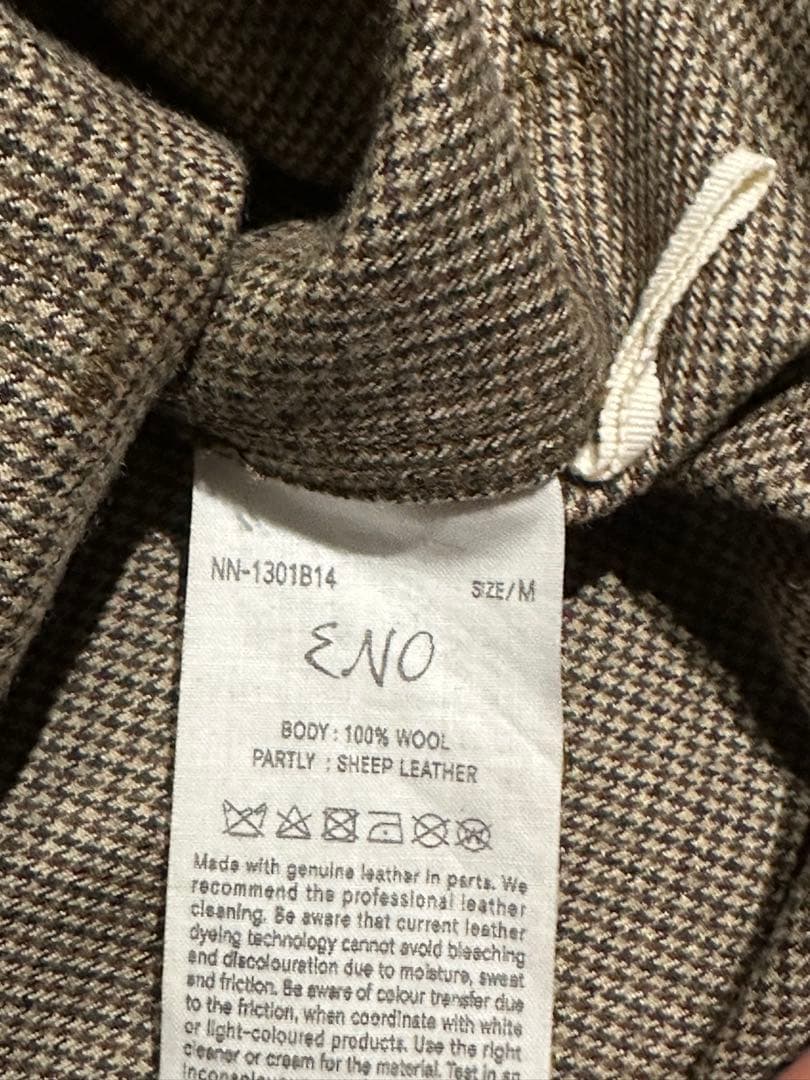 NN-1301B14
SIZE/M
ENO
BODY : 100% WOOL
PARTLY : SHEEP LEATHER
Made with genuine leather in parts. We
recommend the professional leather
cleaning. Be aware that current leather
dyeing technology cannot avoid bleaching
and discolouration due to moisture, sweat
and friction. Be aware of colour transfer due
to the friction, when coordinate with white
or light-coloured products. Use the right
cleaner or cream for the material. Test in an